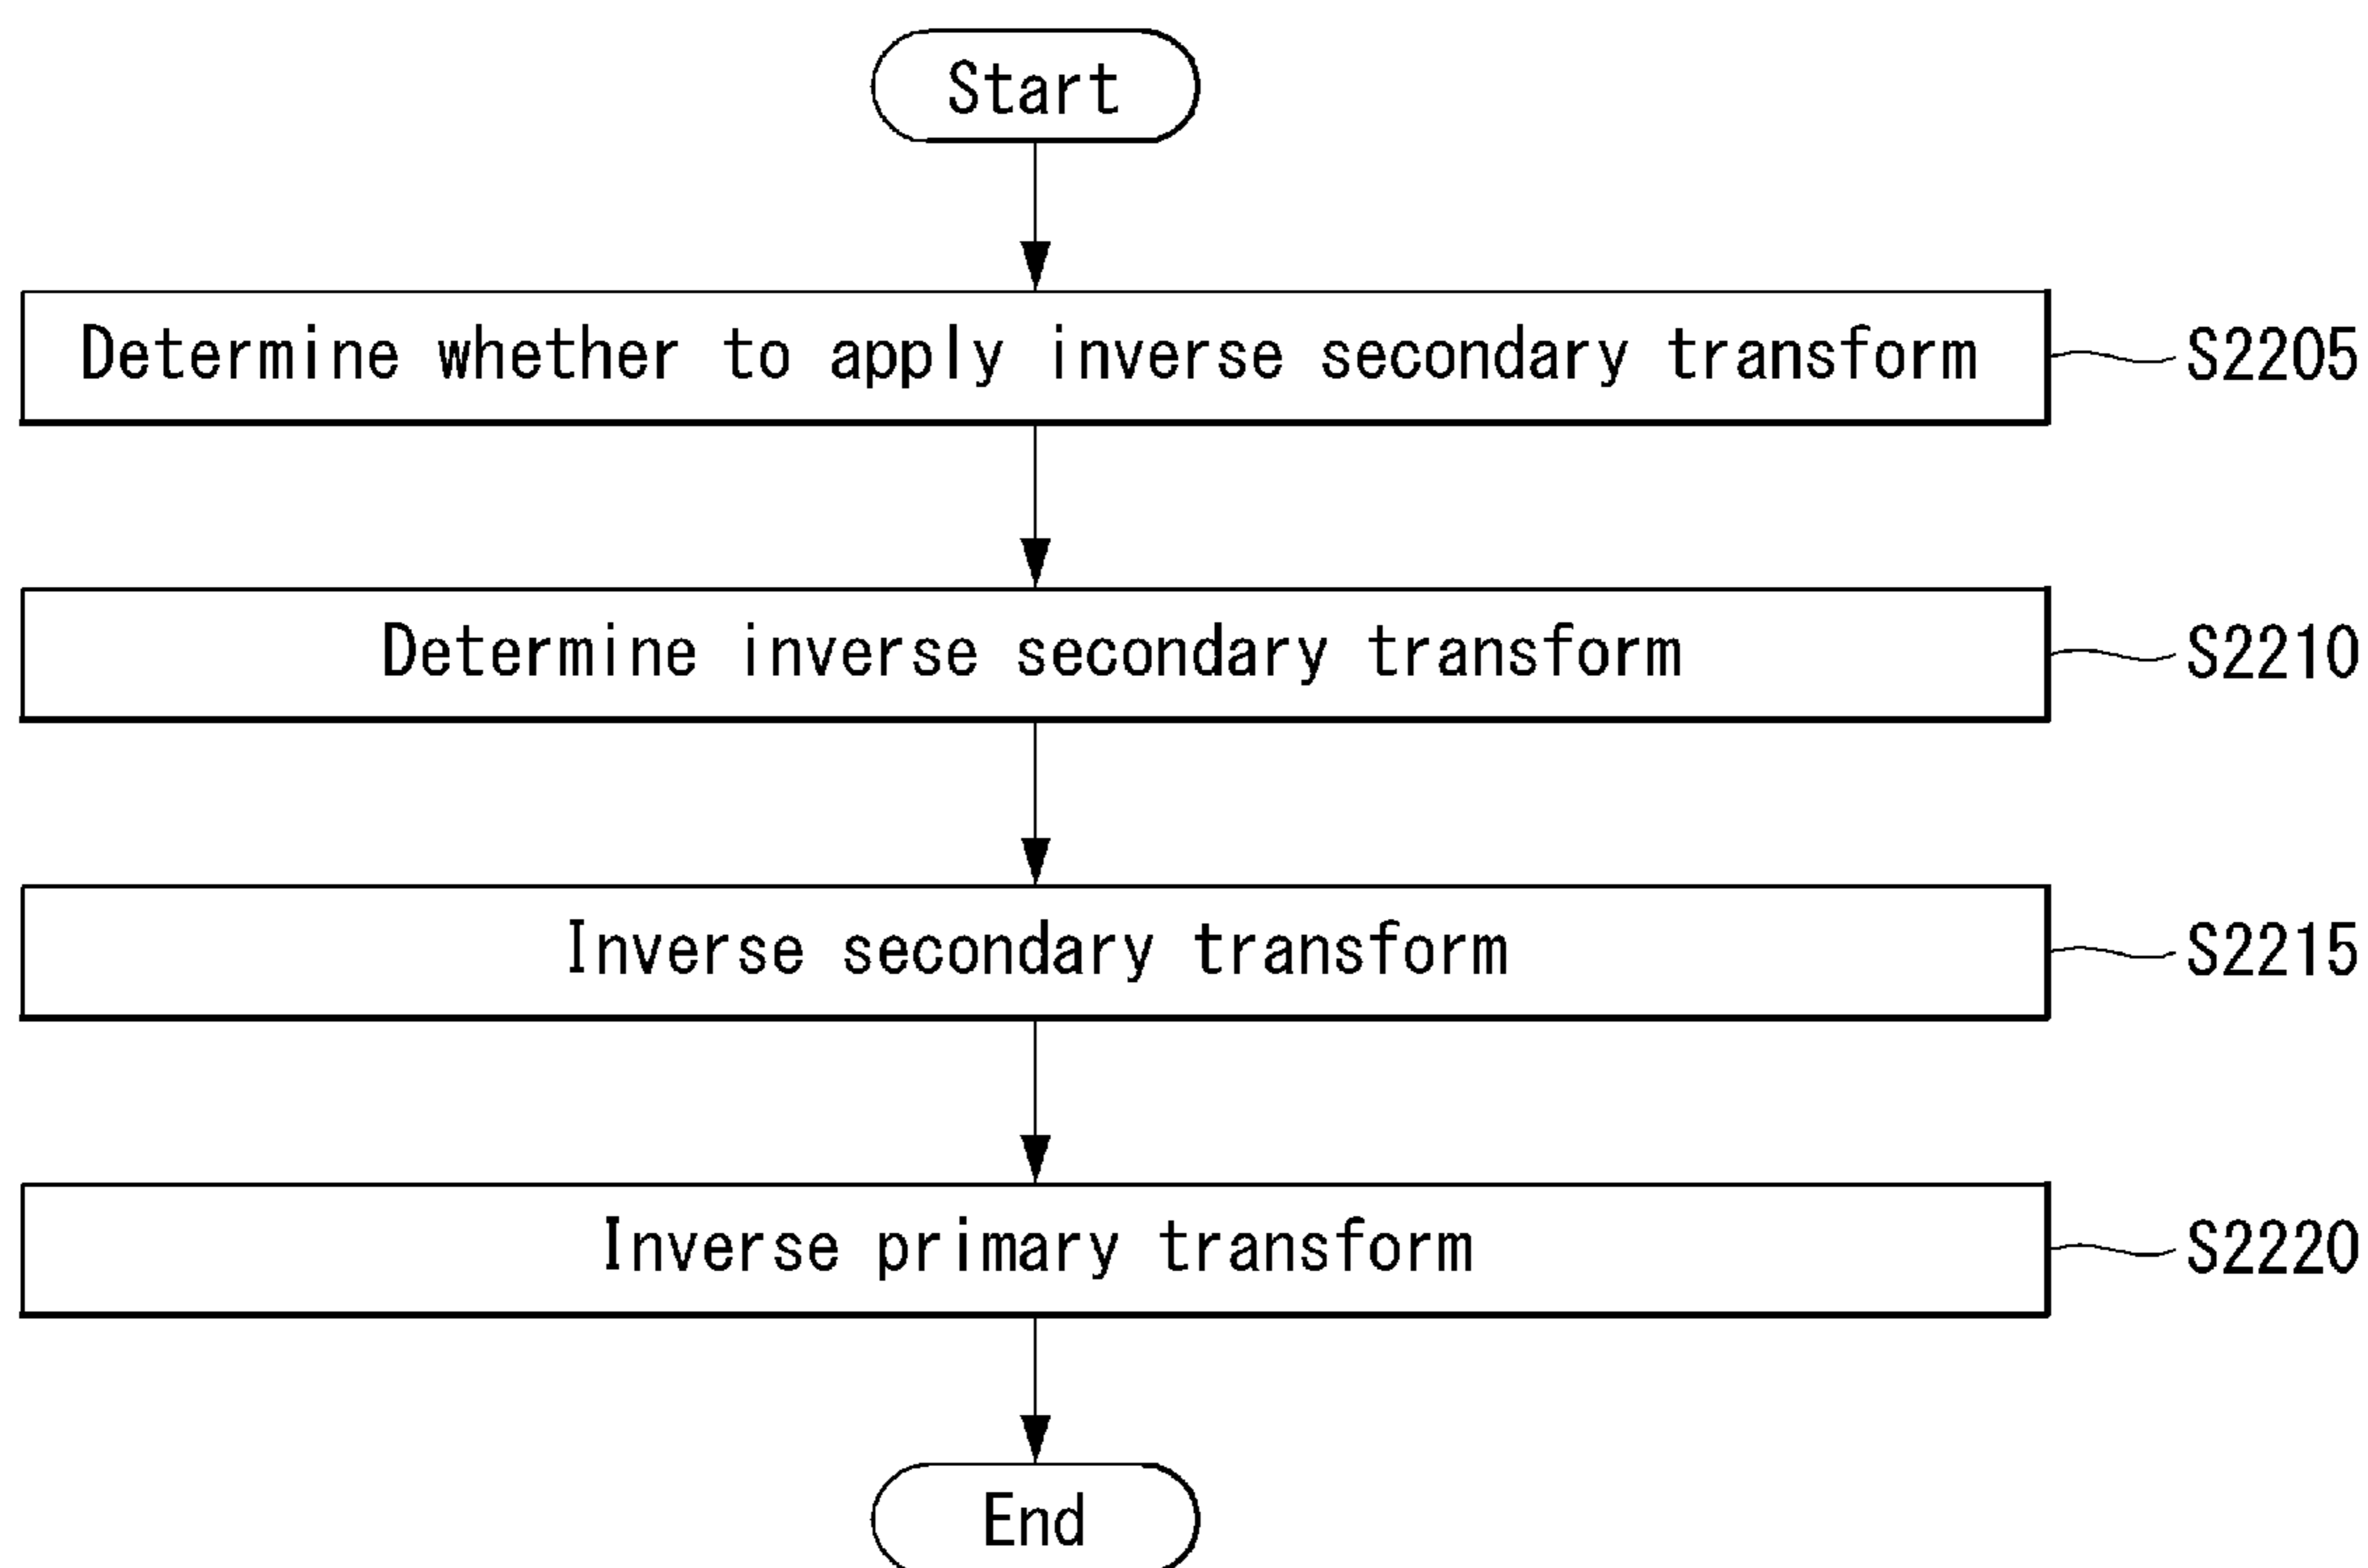 Start
Determine whether to apply inverse secondary transform S2205
Determine inverse secondary transform S2210
Inverse secondary transform S2215
Inverse primary transform S2220
End